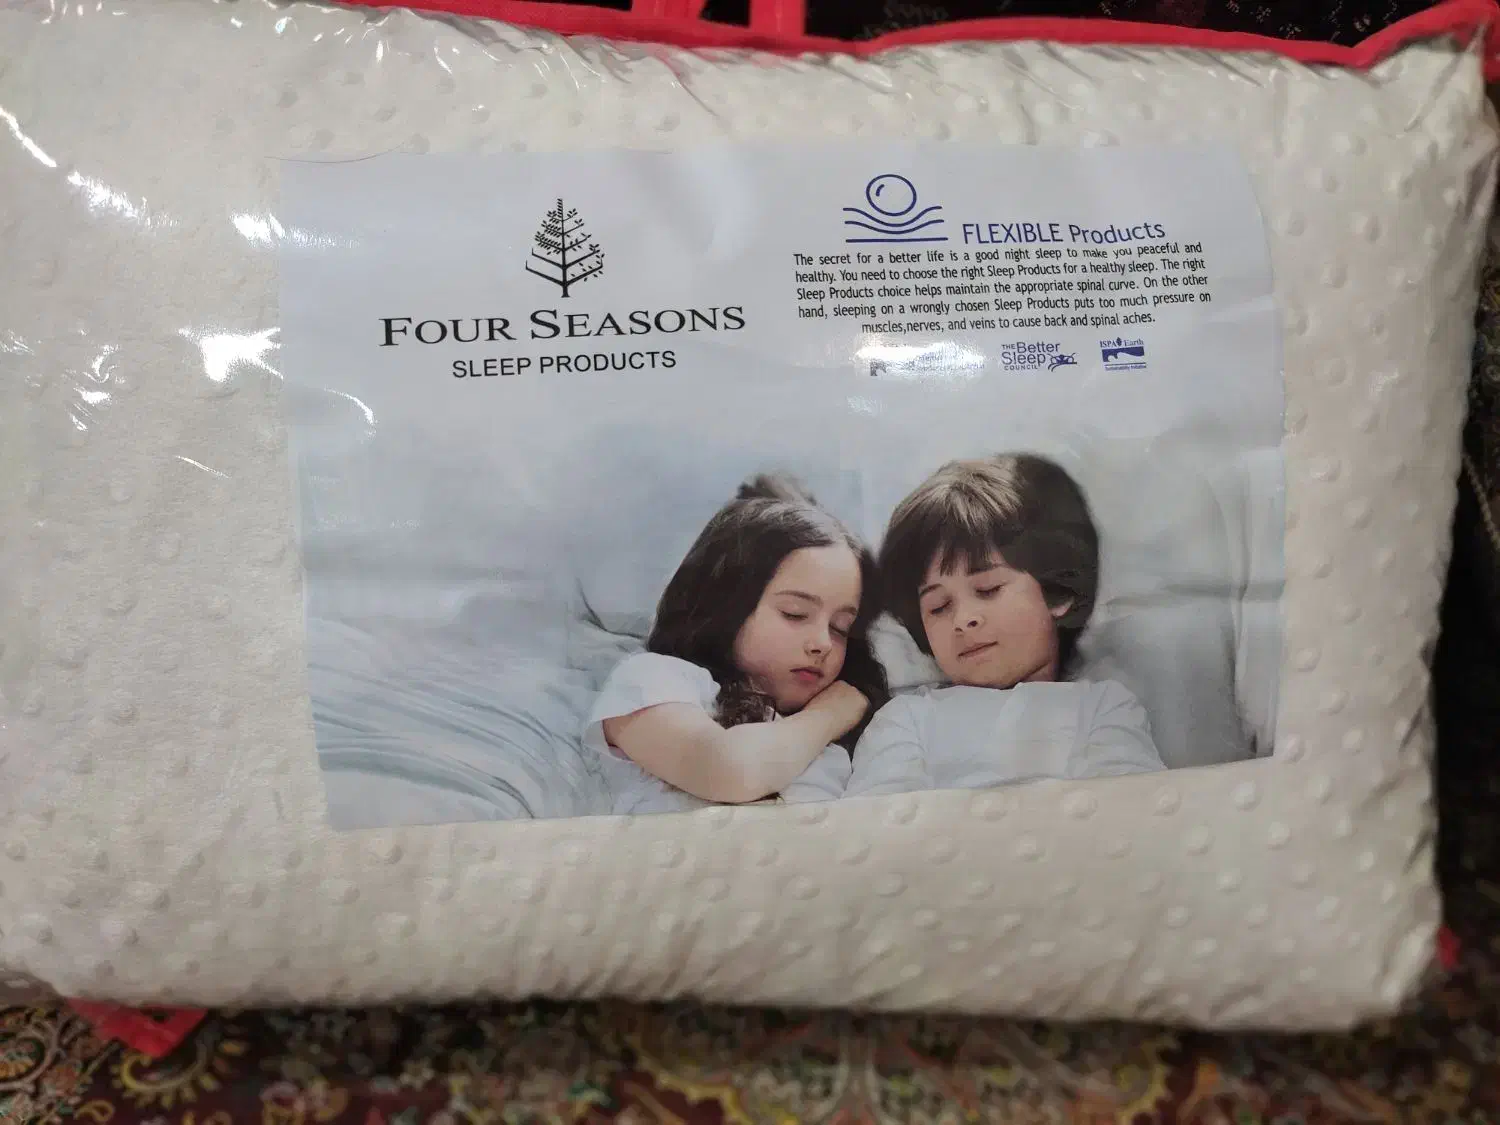 FOUR SEASONS
SLEEP PRODUCTS
FLEXIBLE Products
The secret for a better life is a good night sleep to make you peaceful and
healthy. You need to choose the right Sleep Products for a healthy sleep. The right
Sleep Products choice helps maintain the appropriate spinal curve. On the other
hand, sleeping on a wrongly chosen Sleep Products puts too much pressure on
muscles,nerves, and veins to cause back and spinal aches.
THE Better
Sleep
COUNCIL
ISPA Earth
Sustainability Initiative